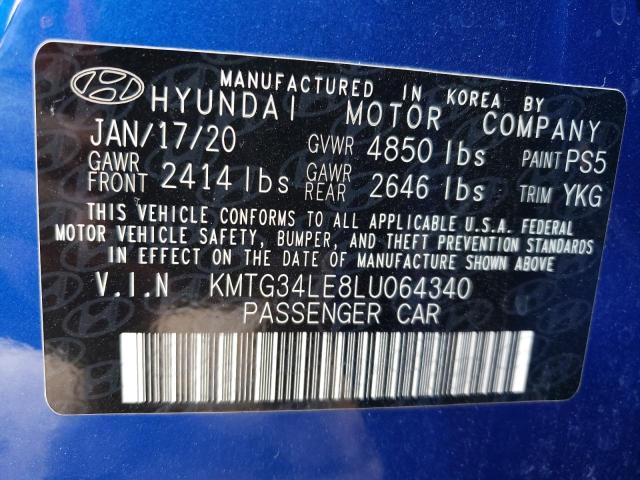 MANUFACTURED IN KOREA BY
HYUNDAI MOTOR COMPANY
JAN/17/20 GVWR 4850 lbs PAINT PS5
GAWR FRONT 2414 lbs GAWR REAR 2646 lbs TRIM YKG
THIS VEHICLE CONFORMS TO ALL APPLICABLE U.S.A. FEDERAL
MOTOR VEHICLE SAFETY, BUMPER, AND THEFT PREVENTION STANDARDS
IN EFFECT ON THE DATE OF MANUFACTURE SHOWN ABOVE
V.I.N KMTG34LE8LU064340
PASSENGER CAR